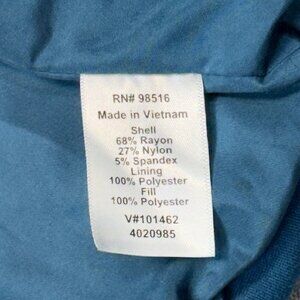 RN# 98516
Made in Vietnam
Shell
68% Rayon
27% Nylon
5% Spandex
Lining
100% Polyester
Fill
100% Polyester
V#101462
4020985